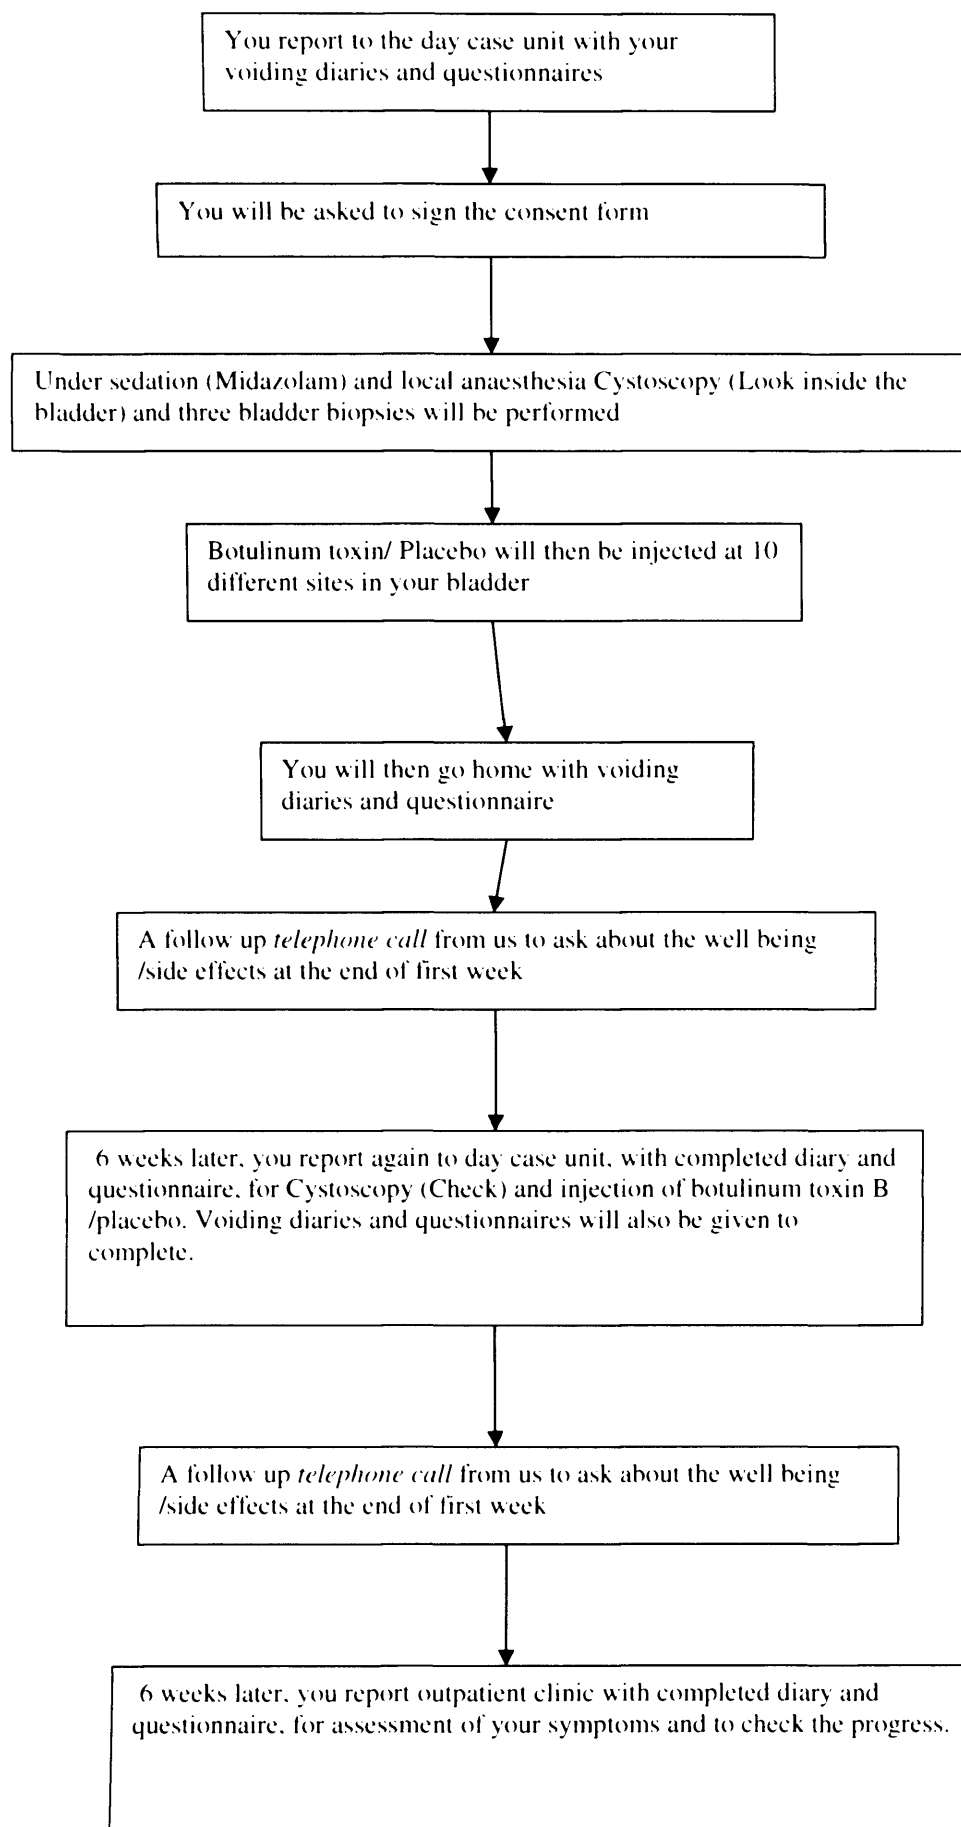 You report to the day case unit with your
voiding diaries and questionnaires
You will be asked to sign the consent form
Under sedation (Midazolam) and local anaesthesia Cystoscopy (Look inside the
bladder) and three bladder biopsies will be performed
Botulinum toxin/ Placebo will then be injected at 10
different sites in your bladder
You will then go home with voiding
diaries and questionnaire
A follow up telephone call from us to ask about the well being
/side effects at the end of first week
6 weeks later, you report again to day case unit, with completed diary and
questionnaire, for Cystoscopy (Check) and injection of botulinum toxin B
/placebo. Voiding diaries and questionnaires will also be given to
complete.
A follow up telephone call from us to ask about the well being
/side effects at the end of first week
6 weeks later, you report outpatient clinic with completed diary and
questionnaire, for assessment of your symptoms and to check the progress.